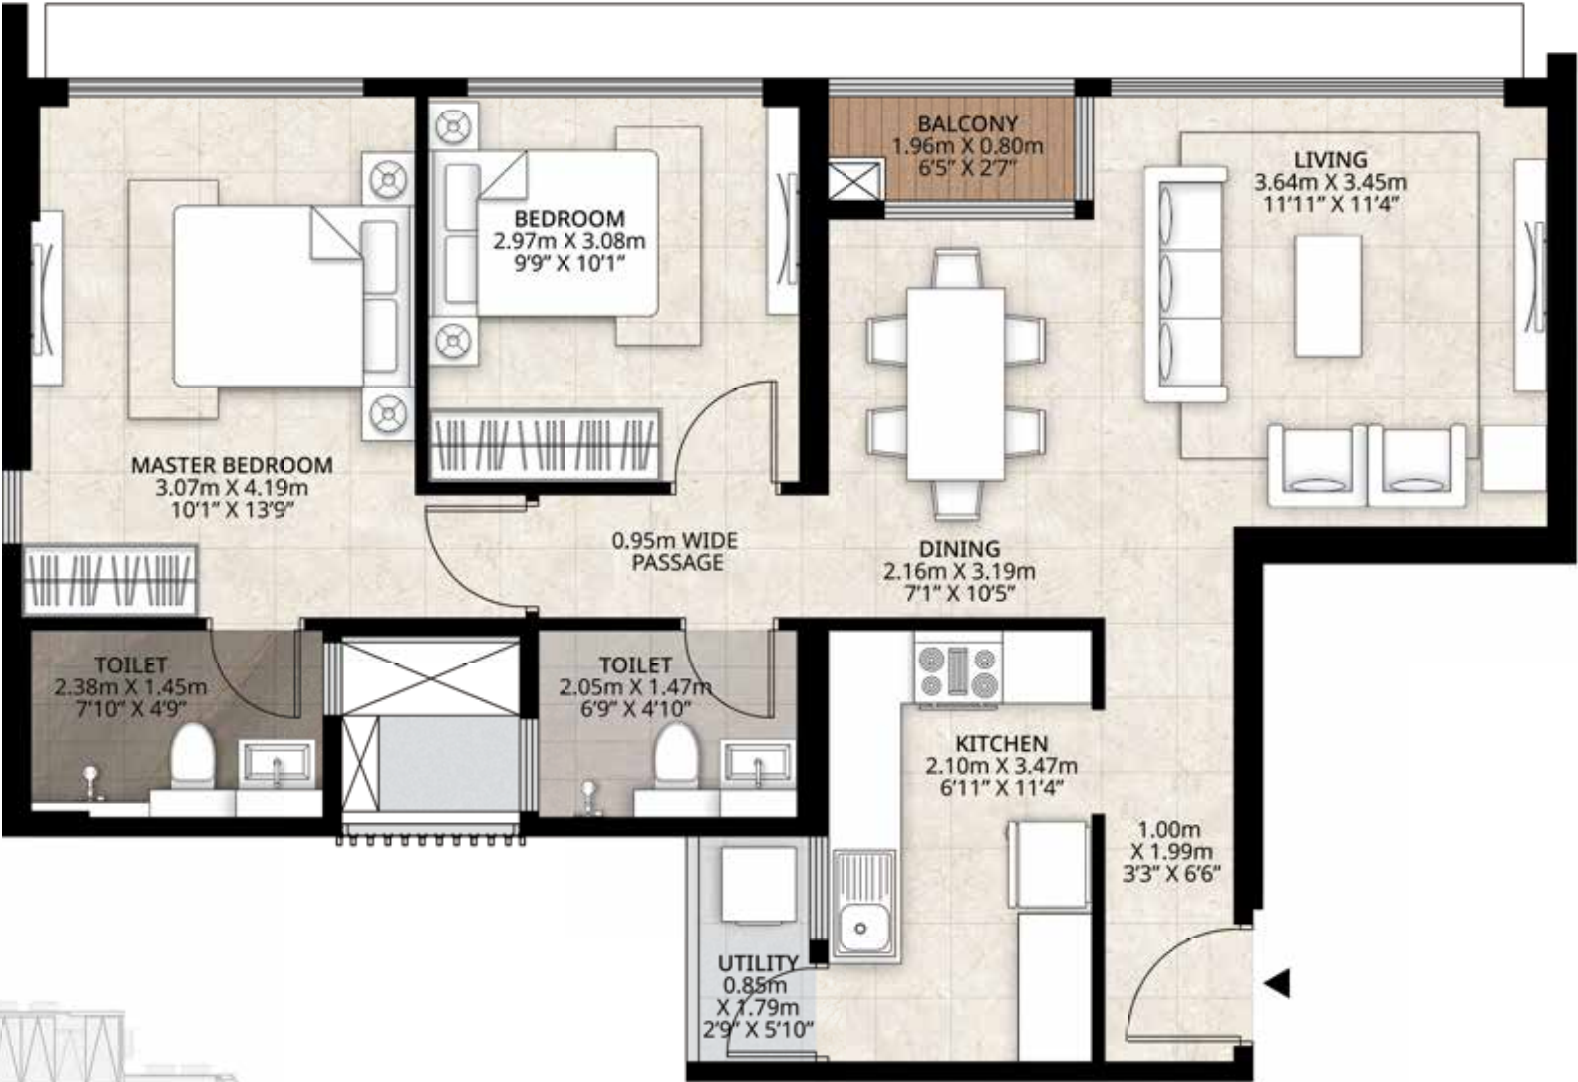 BALCONY
1.96m X 0.80m
6'5" X 2'7"
LIVING
3.64m X 3.45m
11'11" X 11'4"
BEDROOM
2.97m X 3.08m
9'9" X 10'1"
MASTER BEDROOM
3.07m X 4.19m
10'1" X 13'9"
0.95m WIDE
PASSAGE
DINING
2.16m X 3.19m
7'1" X 10'5"
TOILET
2.38m X 1.45m
7'10" X 4'9"
TOILET
2.05m X 1.47m
6'9" X 4'10"
KITCHEN
2.10m X 3.47m
6'11" X 11'4"
1.00m
X 1.99m
3'3" X 6'6"
UTILITY
0.85m
X 1.79m
2'9" X 5'10"